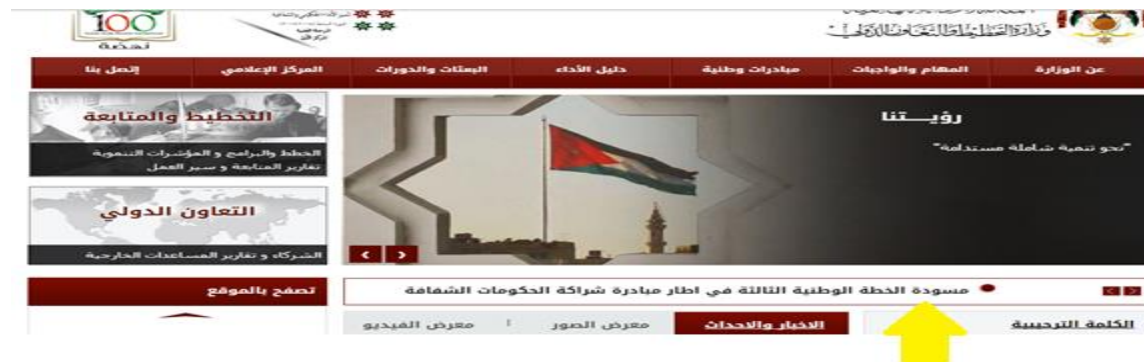 100
نهضة
وزارة التخطيط والتعاون الدولي
عن الوزارة
المهام والواجبات
مبادرات وطنية
دليل الأداء
البعثات والدورات
المركز الإعلامي
إتصل بنا
رؤيـــتنا
"نحو تنمية شاملة مستدامة"
التخطيط والمتابعة
الخطط والبرامج و المؤشرات التنموية
تقارير المتابعة و سير العمل
التعاون الدولي
الشركاء و تقارير المساعدات الخارجية
مسودة الخطة الوطنية الثالثة في اطار مبادرة شراكة الحكومات الشفافة
تصفح بالموقع
الكلمة الترحيبية
الاخبار والاحداث
معرض الصور
معرض الفيديو